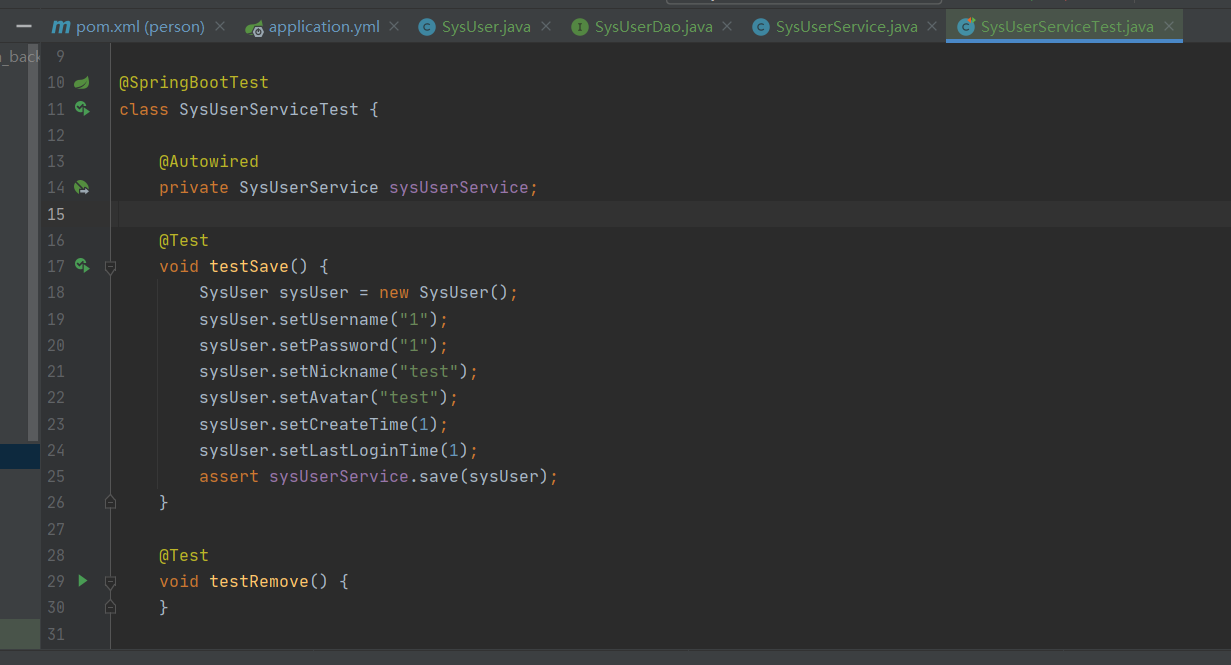 pom.xml (person)
application.yml
SysUser.java
SysUserDao.java
SysUserService.java
SysUserServiceTest.java
9
10 @SpringBootTest
11 class SysUserServiceTest {
12
13 @Autowired
14 private SysUserService sysUserService;
15
16 @Test
17 void testSave() {
18 SysUser sysUser = new SysUser();
19 sysUser.setUsername("1");
20 sysUser.setPassword("1");
21 sysUser.setNickname("test");
22 sysUser.setAvatar("test");
23 sysUser.setCreateTime(1);
24 sysUser.setLastLoginTime(1);
25 assert sysUserService.save(sysUser);
26 }
27
28 @Test
29 void testRemove() {
30 }
31